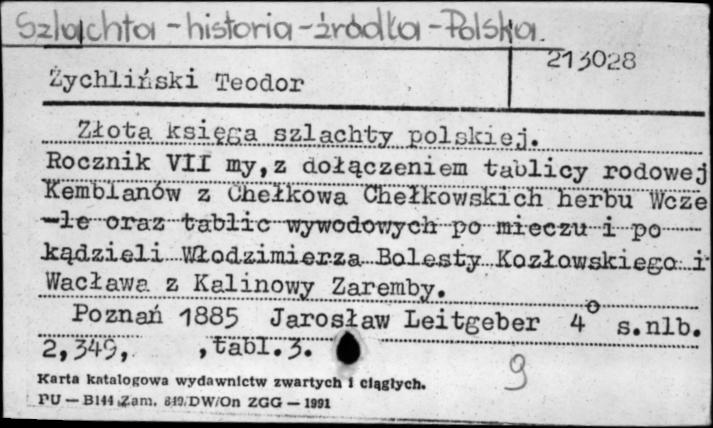 Szlachta - historia - źródła - Polska.
213028
Żychliński Teodor
Złota księga szlachty polskiej.
Rocznik VII my, z dołączeniem tablicy rodowej
Kemblanów z Chełkowa Chełkowskich herbu Wcze
-le oraz tablic wywodowych po mieczu i po
kądzieli Włodzimierza Bolesty Kozłowskiego i
Wacława z Kalinowy Zaremby.
Poznań 1885 Jarosław Leitgeber 4° s.nlb.
2, 349, , tabl. 3.
9
Karta katalogowa wydawnictw zwartych i ciągłych.
PU — B144 Zam. 649/DW/On ZGG — 1991